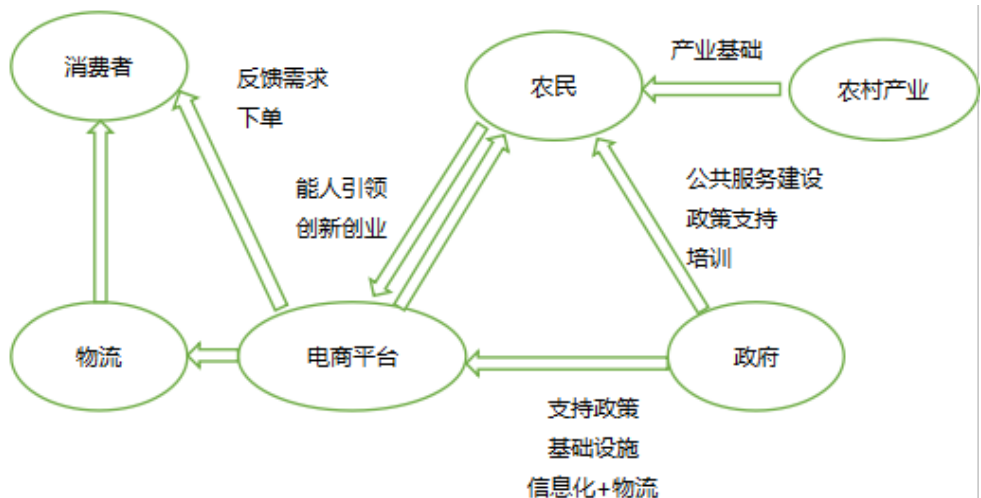 消费者
反馈需求
下单
农民
产业基础
农村产业
能人引领
创新创业
公共服务建设
政策支持
培训
物流
电商平台
政府
支持政策
基础设施
信息化+物流